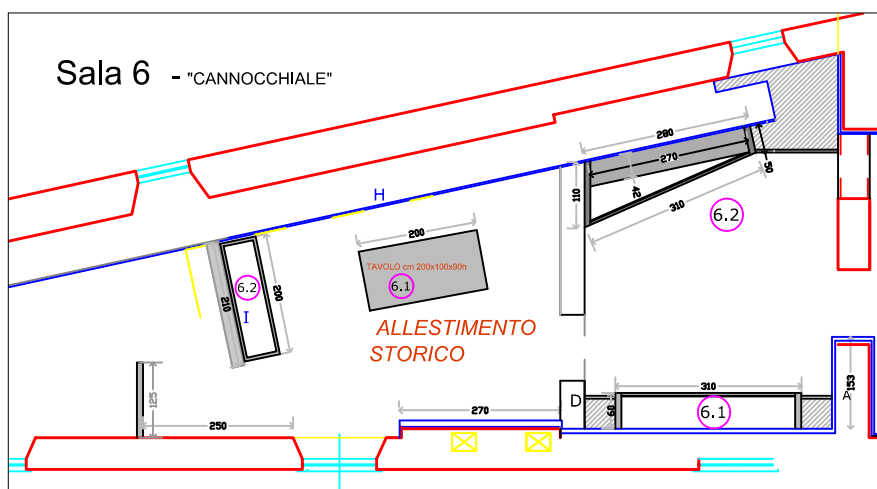 Sala 6 - "CANNOCCHIALE"
280
270
50
42
110
310
6.2
H
200
TAVOLO cm 200x100x90h
6.1
6.2
I
210
200
ALLESTIMENTO
STORICO
125
250
270
D
60
310
6.1
A
153